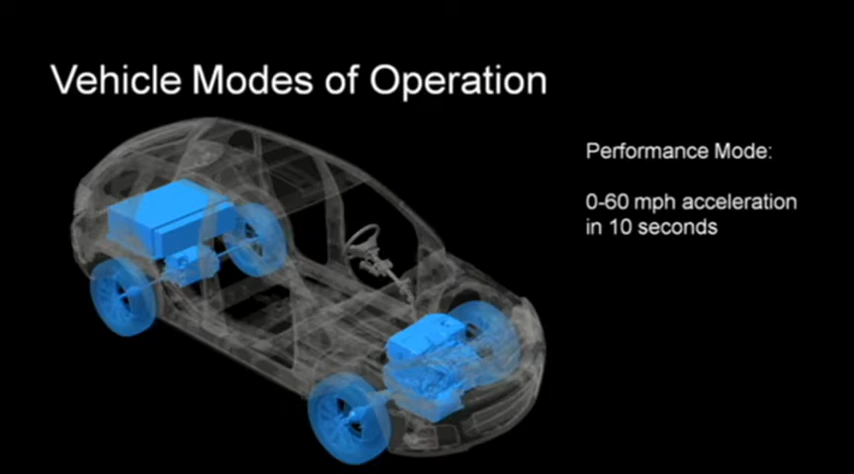 Vehicle Modes of Operation
Performance Mode:
0-60 mph acceleration
in 10 seconds